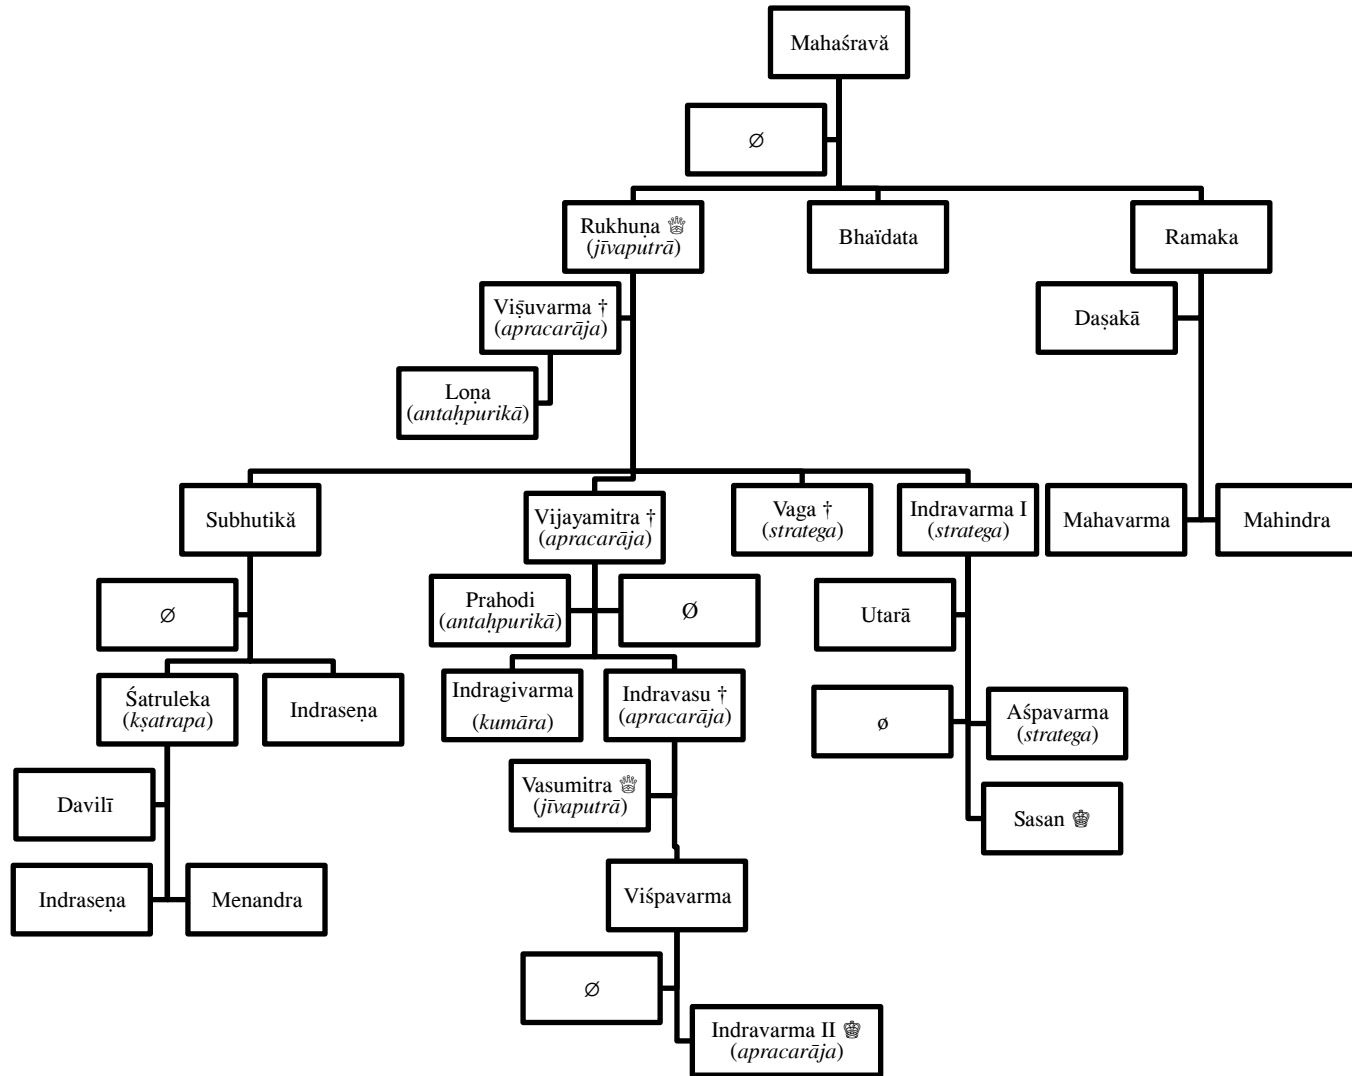 Mahaśravă
∅
Rukhuṇa ♕
(jīvaputrā)
Bhaïdata
Ramaka
Viṣ̄uvarma †
(apracarāja)
Daṣakā
Loṇa
(antaḥpurikā)
Subhutikă
Vijayamitra †
(apracarāja)
Vaga †
(stratega)
Indravarma I
(stratega)
Mahavarma
Mahindra
∅
Prahodi
(antaḥpurikā)
Ø
Utarā
Śatruleka
(kṣatrapa)
Indraseṇa
Indragivarma
(kumāra)
Indravasu †
(apracarāja)
ø
Aśpavarma
(stratega)
Davilī
Vasumitra ♕
(jīvaputrā)
Sasan ♔
Indraseṇa
Menandra
Viśpavarma
∅
Indravarma II ♔
(apracarāja)